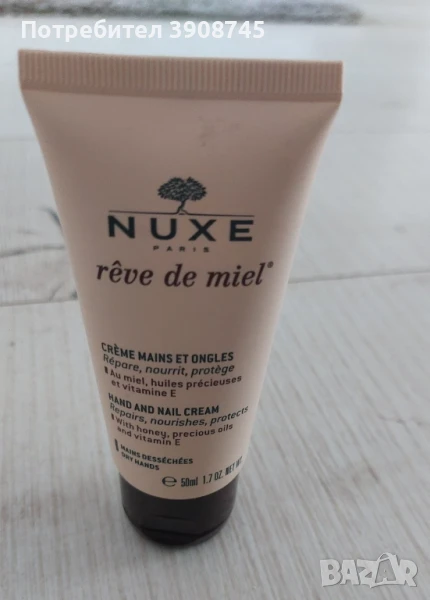 Потребител 3908745
NUXE
PARIS
rêve de miel®
CRÈME MAINS ET ONGLES
Répare, nourrit, protège
Au miel, huiles précieuses
et vitamine E
HAND AND NAIL CREAM
Repairs, nourishes, protects
With honey, precious oils
and vitamin E
MAINS DESSÉCHÉES
DRY HANDS
℮ 50ml 1.7 OZ. NET WT.
BAZAR